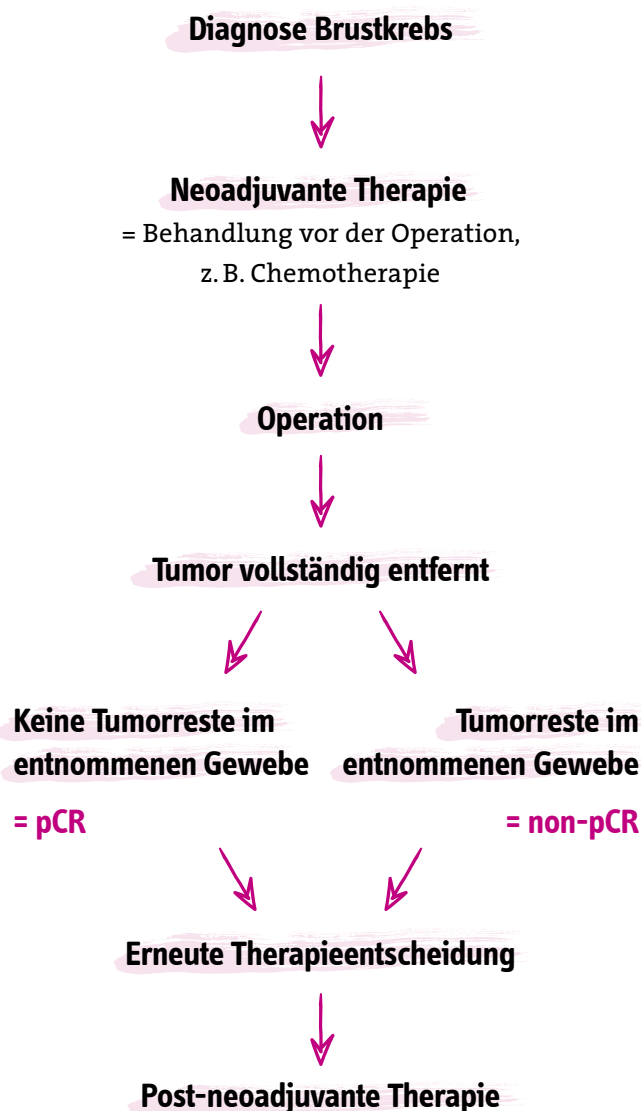 Diagnose Brustkrebs
Neoadjuvante Therapie
= Behandlung vor der Operation,
z. B. Chemotherapie
Operation
Tumor vollständig entfernt
Keine Tumorreste im
entnommenen Gewebe
= pCR
Tumorreste im
entnommenen Gewebe
= non-pCR
Erneute Therapieentscheidung
Post-neoadjuvante Therapie